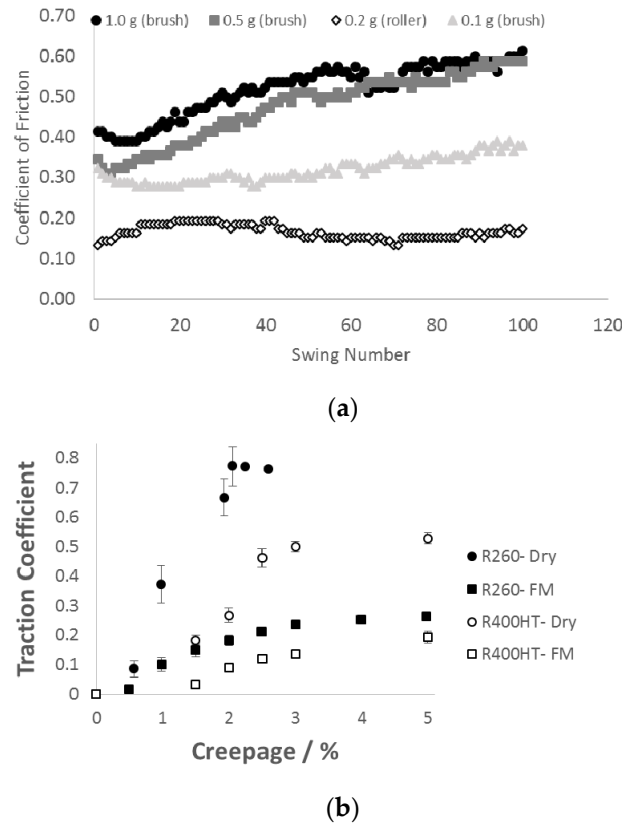 1.0 g (brush) 0.5 g (brush) 0.2 g (roller) 0.1 g (brush)
0.70
0.60
0.50
0.40
0.30
0.20
0.10
0.00
Coefficient of Friction
0 20 40 60 80 100 120
Swing Number
(a)
0.8
0.7
0.6
0.5
0.4
0.3
0.2
0.1
0
Traction Coefficient
R260- Dry
R260- FM
R400HT- Dry
R400HT- FM
0 1 2 3 4 5
Creepage / %
(b)